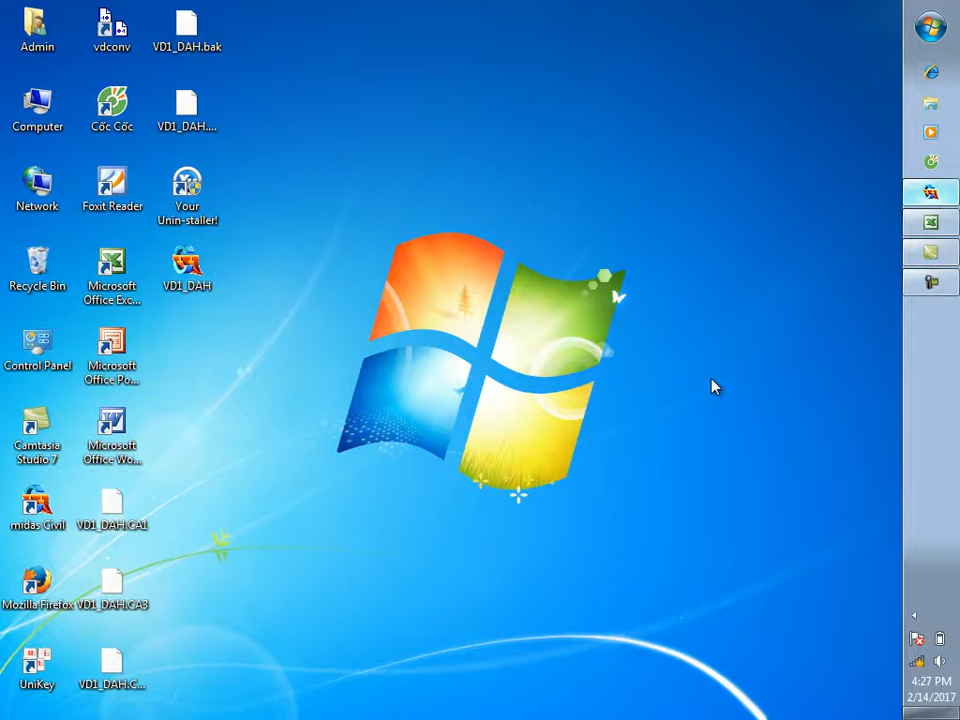 Admin
vdconv
VD1_DAH.bak
Computer
Cốc Cốc
VD1_DAH....
Network
Foxit Reader
Your
Unin-staller!
Recycle Bin
Microsoft
Office Exc...
VD1_DAH
Control Panel
Microsoft
Office Po...
Camtasia
Studio 7
Microsoft
Office Wo...
midas Civil
VD1_DAH.CA1
Mozilla Firefox
VD1_DAH.CA3
UniKey
VD1_DAH.C...
4:27 PM
2/14/2017